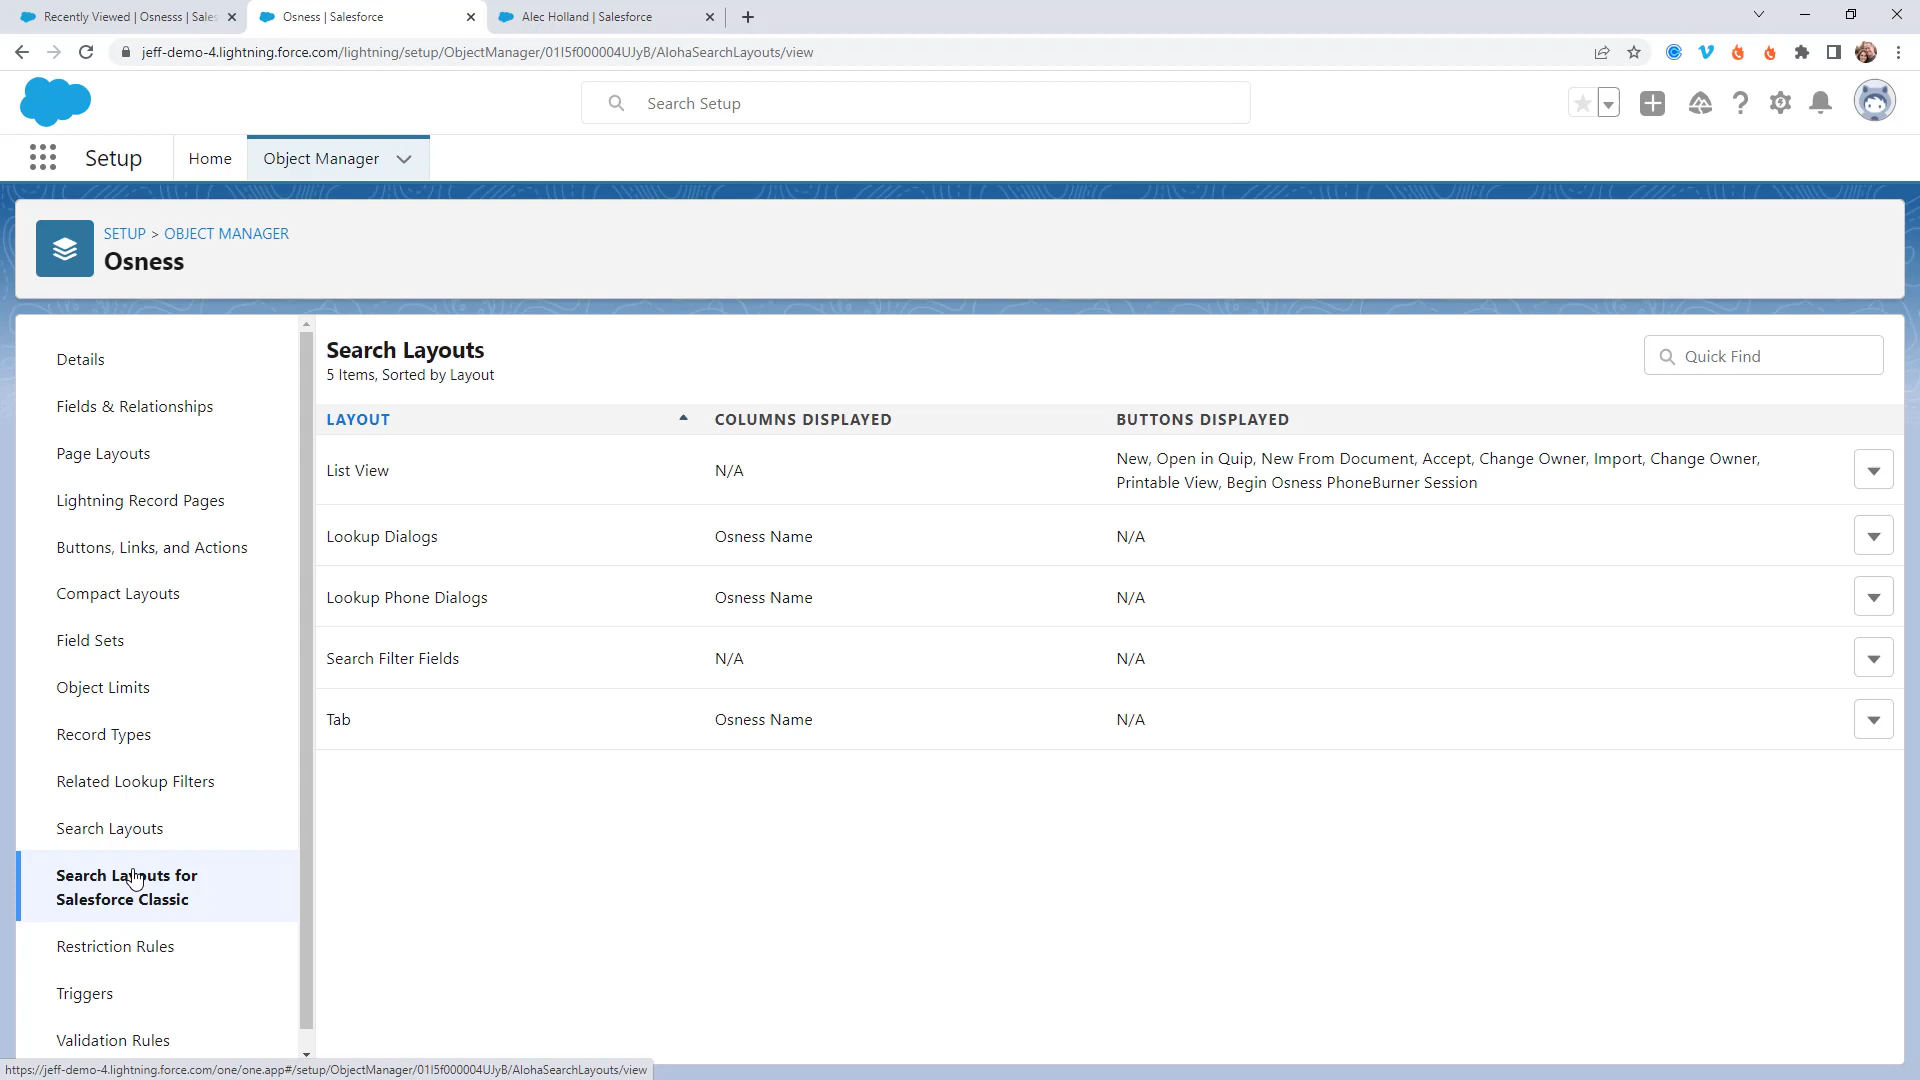 Recently Viewed | Osnesss | Sales
Osness | Salesforce
Alec Holland | Salesforce
jeff-demo-4.lightning.force.com/lightning/setup/ObjectManager/01I5f000004UJyB/AlohaSearchLayouts/view
Search Setup
Setup
Home
Object Manager
SETUP > OBJECT MANAGER
Osness
Details
Fields & Relationships
Page Layouts
Lightning Record Pages
Buttons, Links, and Actions
Compact Layouts
Field Sets
Object Limits
Record Types
Related Lookup Filters
Search Layouts
Search Layouts for
Salesforce Classic
Restriction Rules
Triggers
Validation Rules
Search Layouts
5 Items, Sorted by Layout
Quick Find
LAYOUT COLUMNS DISPLAYED BUTTONS DISPLAYED
List View N/A New, Open in Quip, New From Document, Accept, Change Owner, Import, Change Owner,
Printable View, Begin Osness PhoneBurner Session
Lookup Dialogs Osness Name N/A
Lookup Phone Dialogs Osness Name N/A
Search Filter Fields N/A N/A
Tab Osness Name N/A
https://jeff-demo-4.lightning.force.com/one/one.app#/setup/ObjectManager/01I5f000004UJyB/AlohaSearchLayouts/view